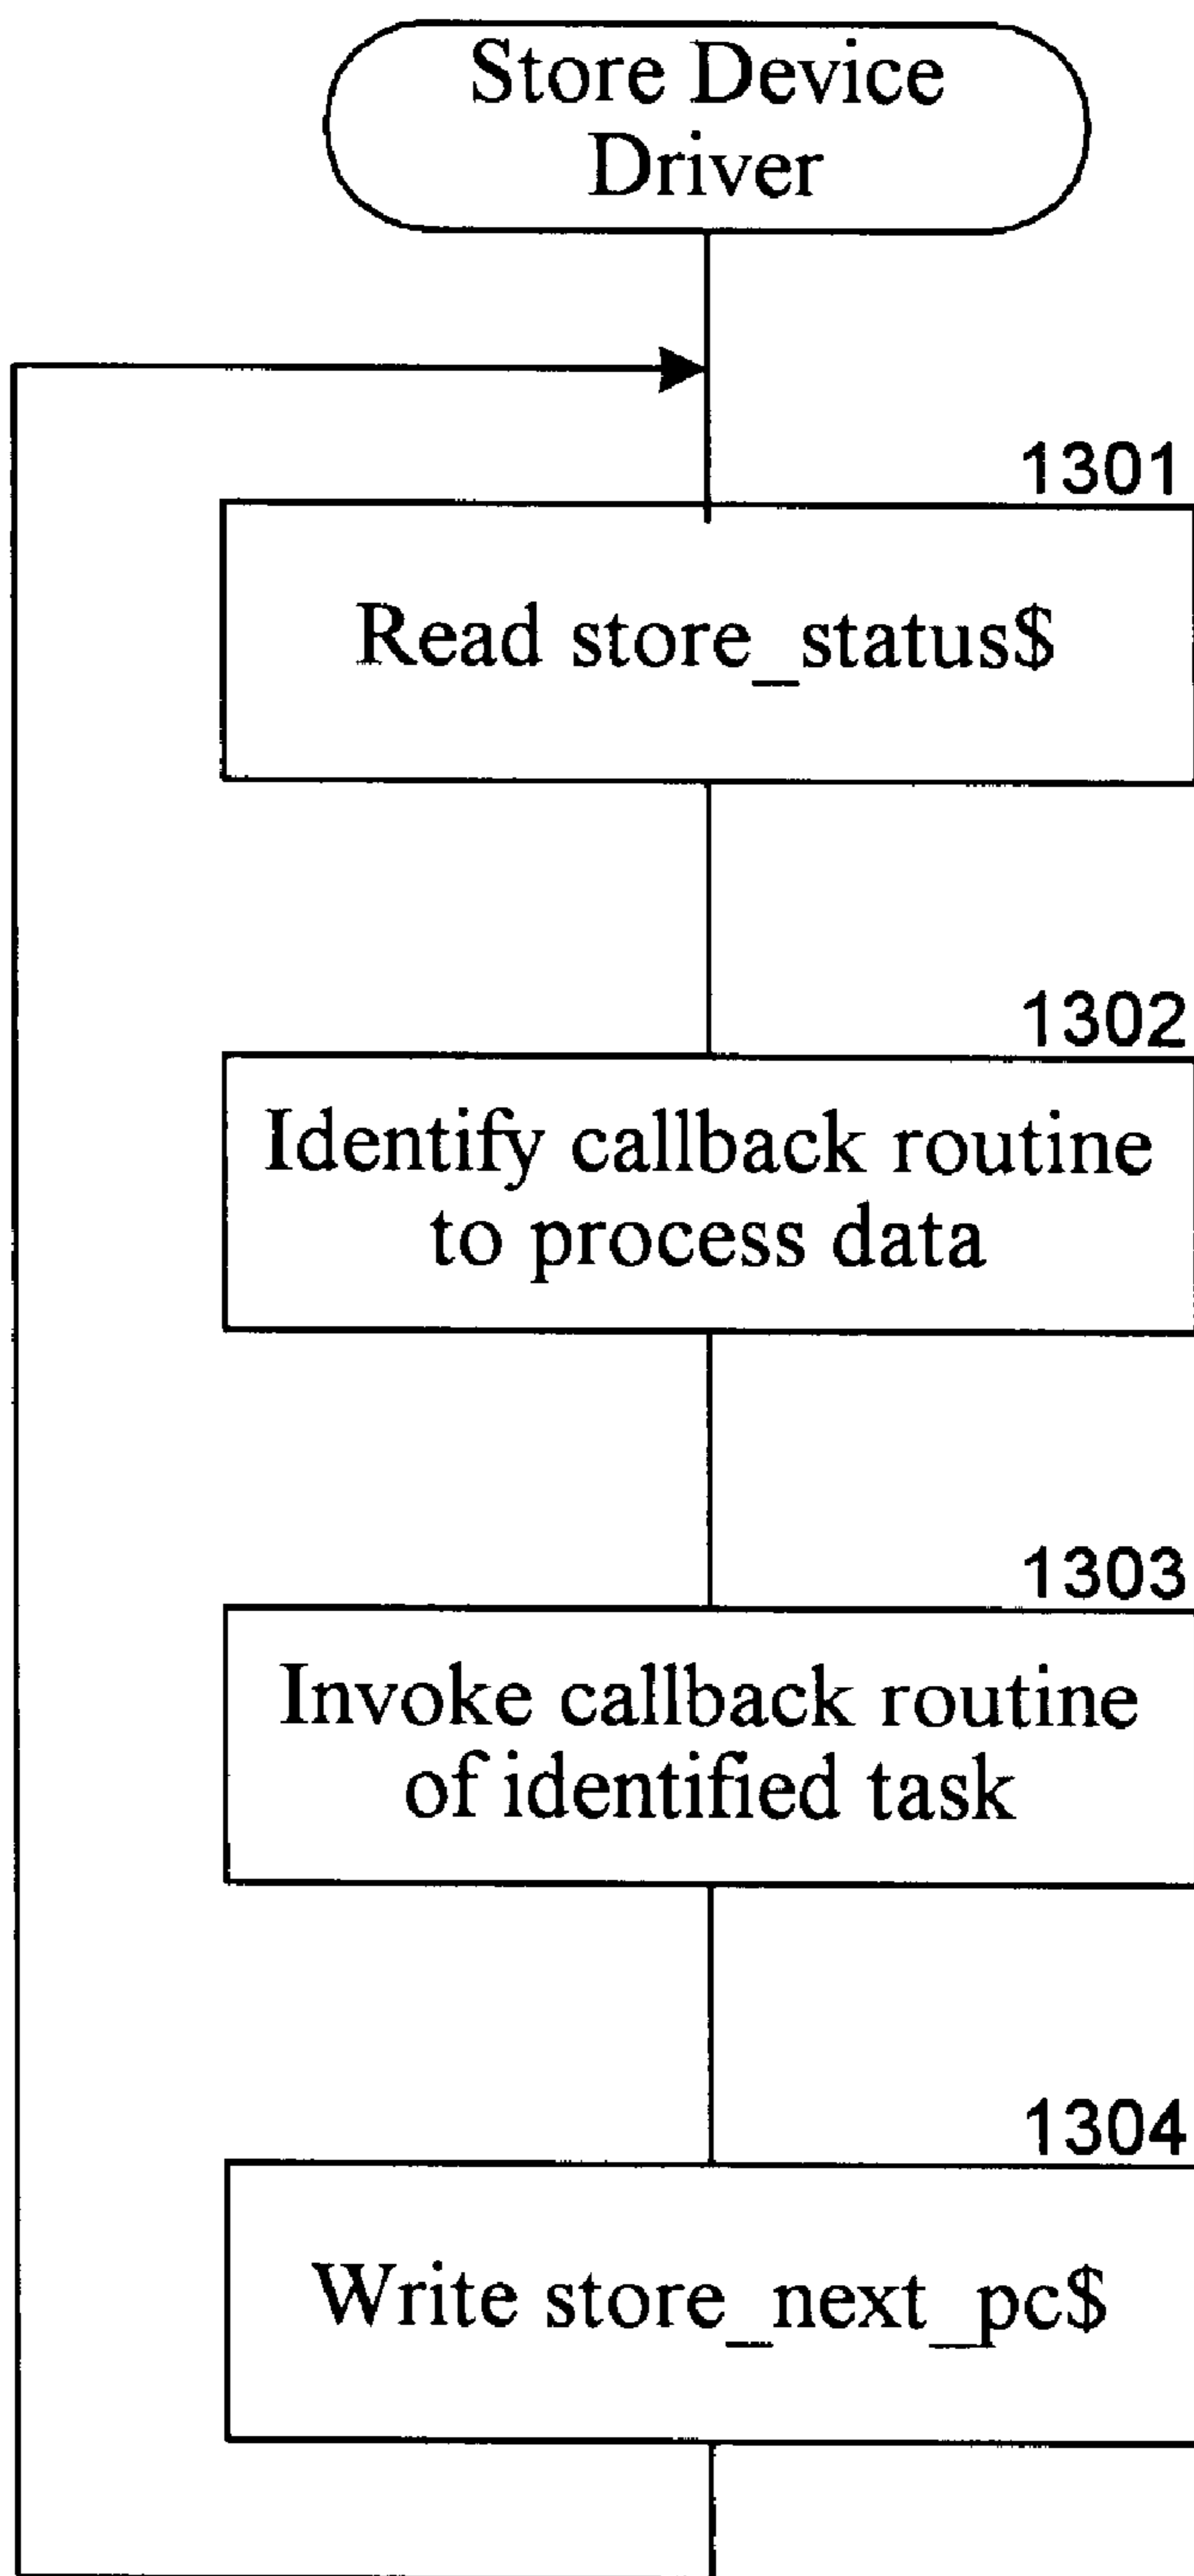 Store Device
Driver
1301
Read store_status$
1302
Identify callback routine
to process data
1303
Invoke callback routine
of identified task
1304
Write store_next_pc$